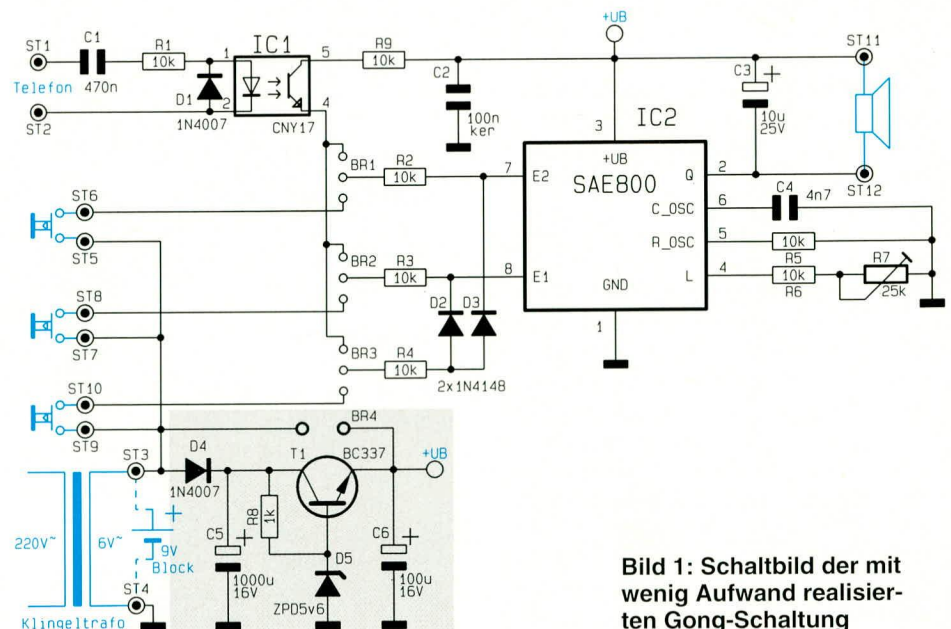 +UB
ST1
C1
R1
10k
IC1
1
5
R9
10k
ST11
Telefon
470n
D1
2
4
C2
C3
+
ST2
1N4007
CNY17
100n
ker
3
10u
25V
IC2
+UB
SAE800
ST12
BR1
R2
10k
7
E2
Q
2
C4
4n7
C_OSC
6
ST6
ST5
R_OSC
5
10k
R5
BR2
R3
10k
8
E1
L
4
10k
R6
R7
25k
GND
1
ST8
ST7
D2
D3
BR3
R4
10k
2x1N4148
ST10
ST9
BR4
ST3
D4
1N4007
T1
BC337
+UB
220V~
6V~
+
9V
Block
R8
1k
C5
+
1000u
16V
D5
ZPD5v6
C6
+
100u
16V
ST4
Klingeltrafo
Bild 1: Schaltbild der mit
wenig Aufwand realisier-
ten Gong-Schaltung